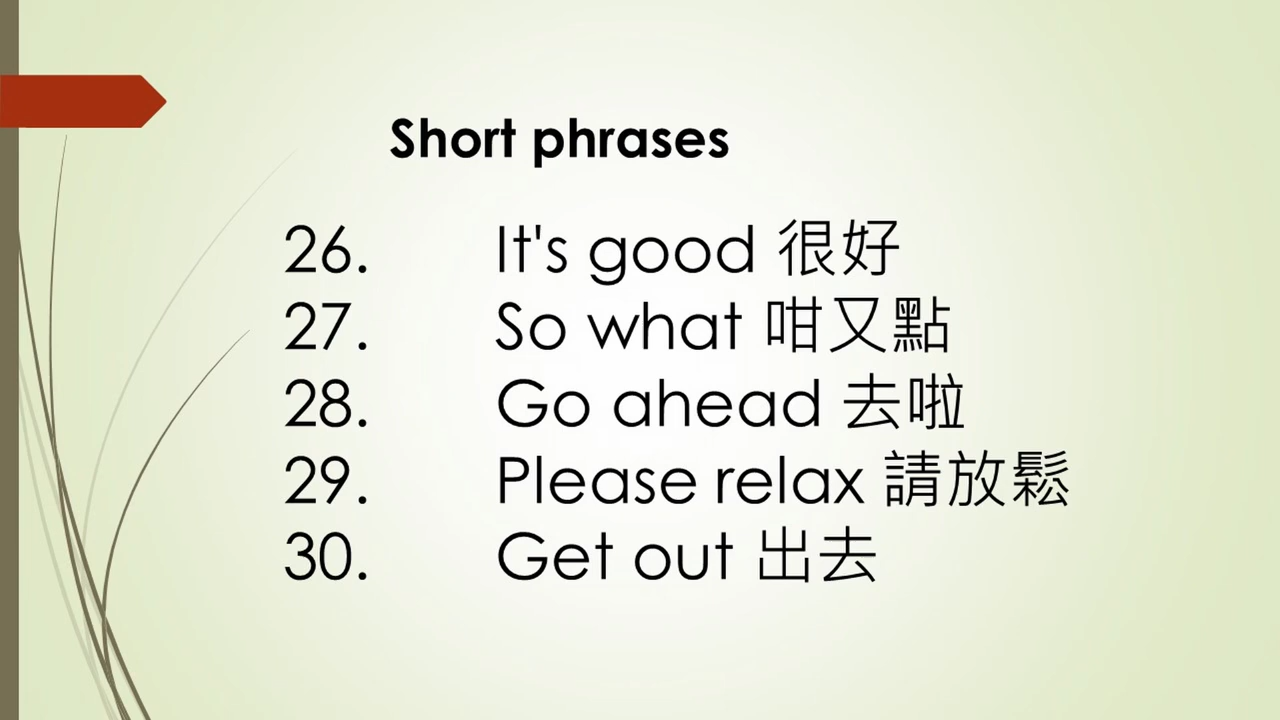 Short phrases
26. It's good 很好
27. So what 咁又點
28. Go ahead 去啦
29. Please relax 請放鬆
30. Get out 出去